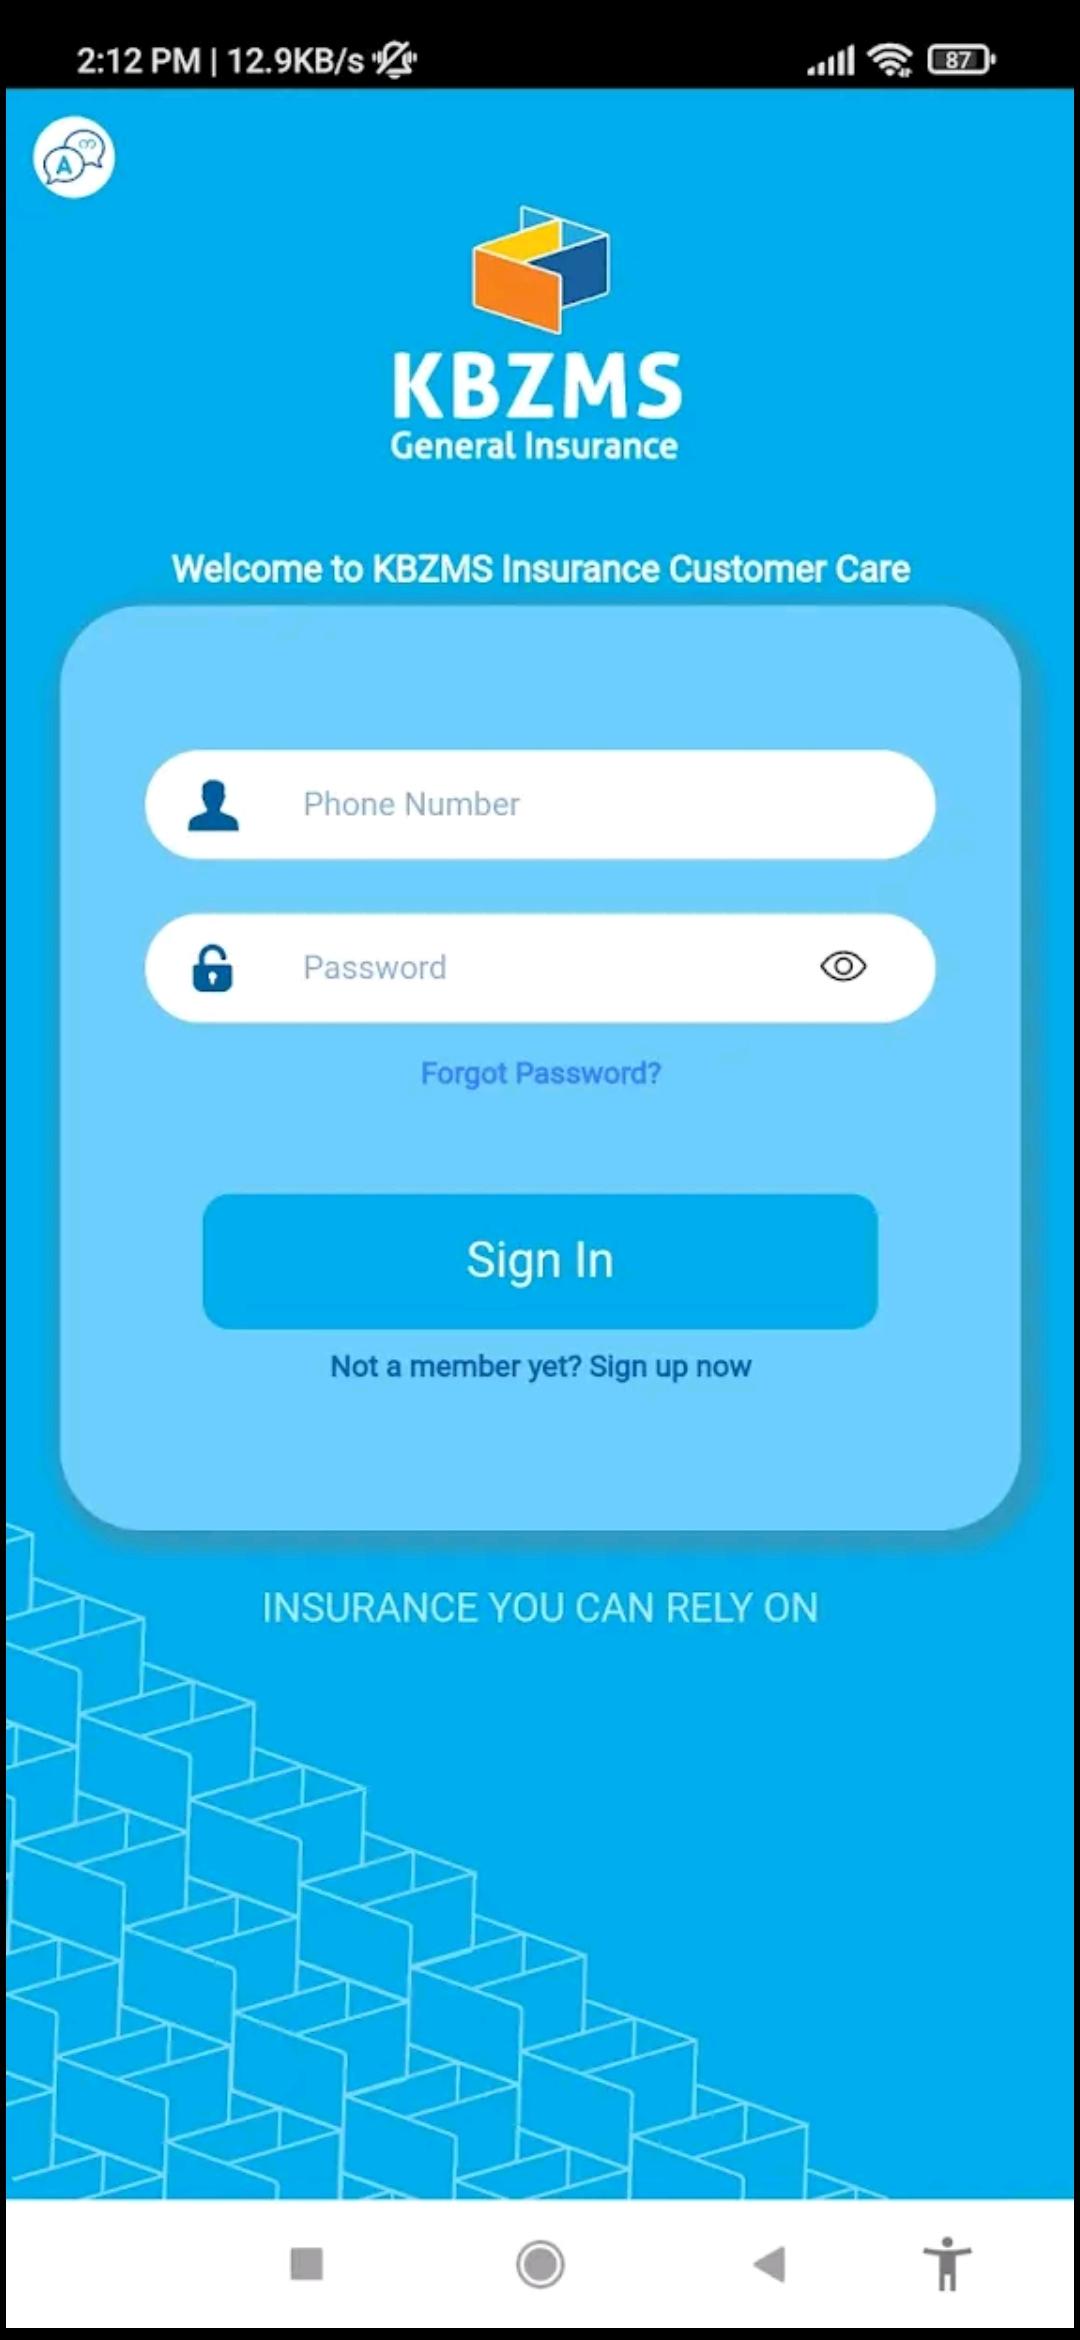 2:12 PM | 12.9KB/s
87
A
KBZMS
General Insurance
Welcome to KBZMS Insurance Customer Care
Phone Number
Password
Forgot Password?
Sign In
Not a member yet? Sign up now
INSURANCE YOU CAN RELY ON